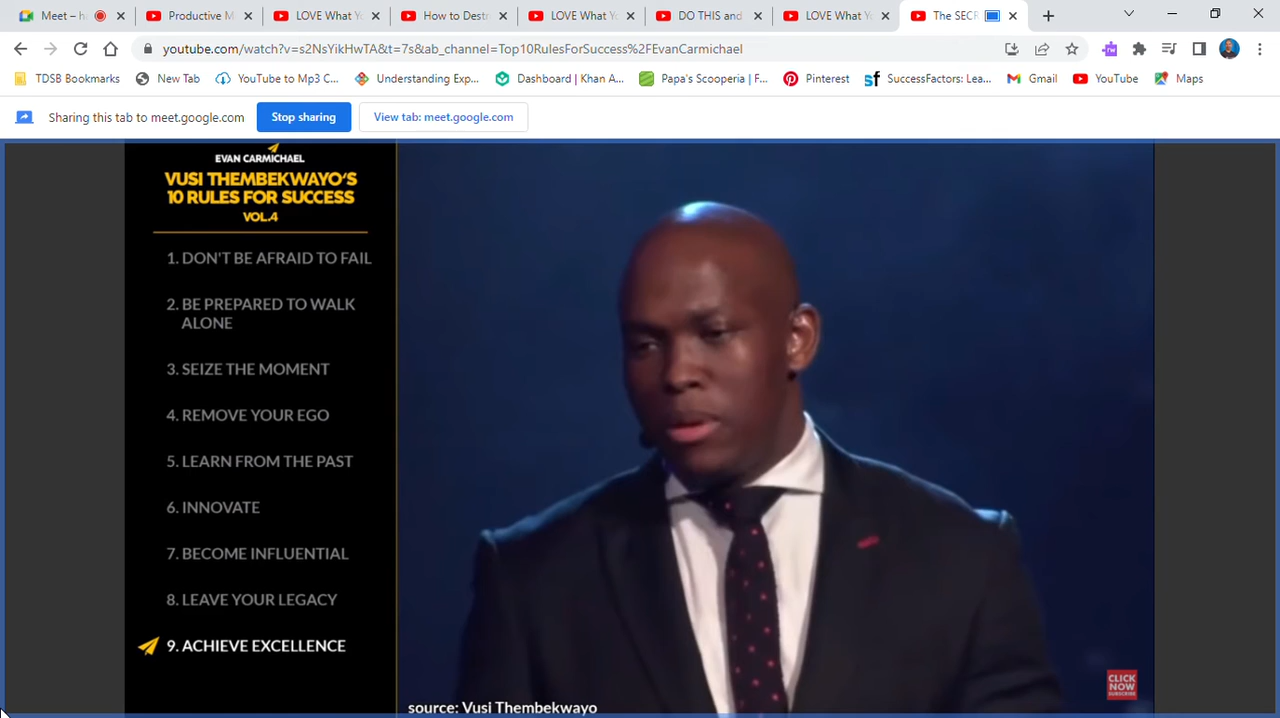 Meet – h
Productive M
LOVE What Yo
How to Destr
LOVE What Yo
DO THIS and
LOVE What Yo
The SECR
youtube.com/watch?v=s2NsYikHwTA&t=7s&ab_channel=Top10RulesForSuccess%2FEvanCarmichael
TDSB Bookmarks
New Tab
YouTube to Mp3 C...
Understanding Exp...
Dashboard | Khan A...
Papa's Scooperia | F...
Pinterest
SuccessFactors: Lea...
Gmail
YouTube
Maps
Sharing this tab to meet.google.com
Stop sharing
View tab: meet.google.com
EVAN CARMICHAEL
VUSI THEMBEKWAYO'S
10 RULES FOR SUCCESS
VOL.4
1. DON'T BE AFRAID TO FAIL
2. BE PREPARED TO WALK
ALONE
3. SEIZE THE MOMENT
4. REMOVE YOUR EGO
5. LEARN FROM THE PAST
6. INNOVATE
7. BECOME INFLUENTIAL
8. LEAVE YOUR LEGACY
9. ACHIEVE EXCELLENCE
CLICK
NOW
SUBSCRIBE
source: Vusi Thembekwayo